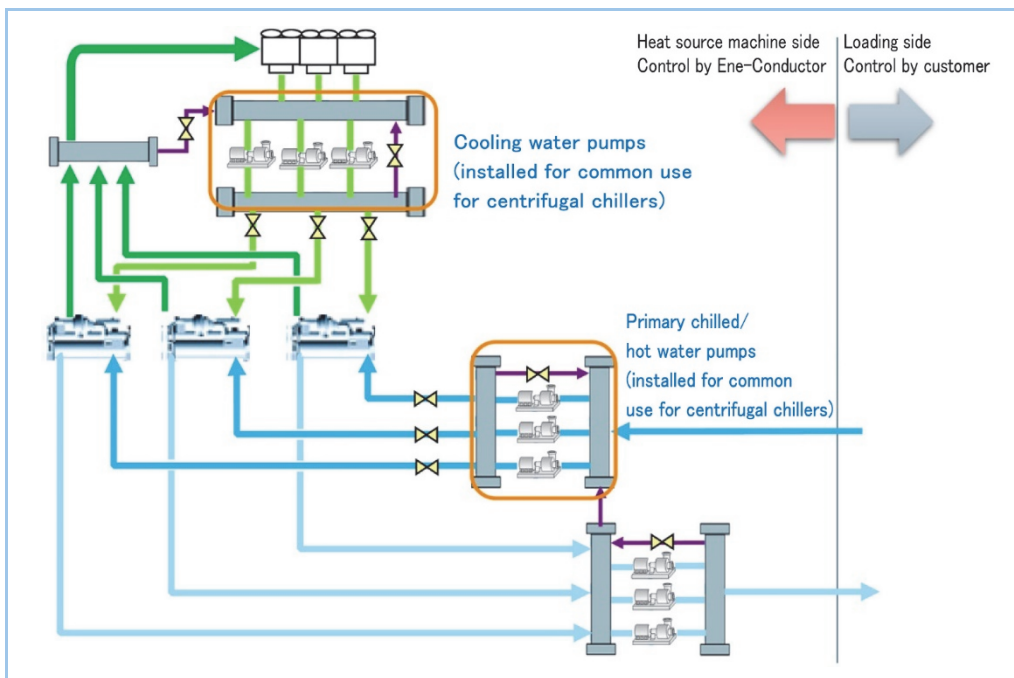 Heat source machine side
Control by Ene-Conductor
Loading side
Control by customer
Cooling water pumps
(installed for common use
for centrifugal chillers)
Primary chilled/
hot water pumps
(installed for common
use for centrifugal chillers)